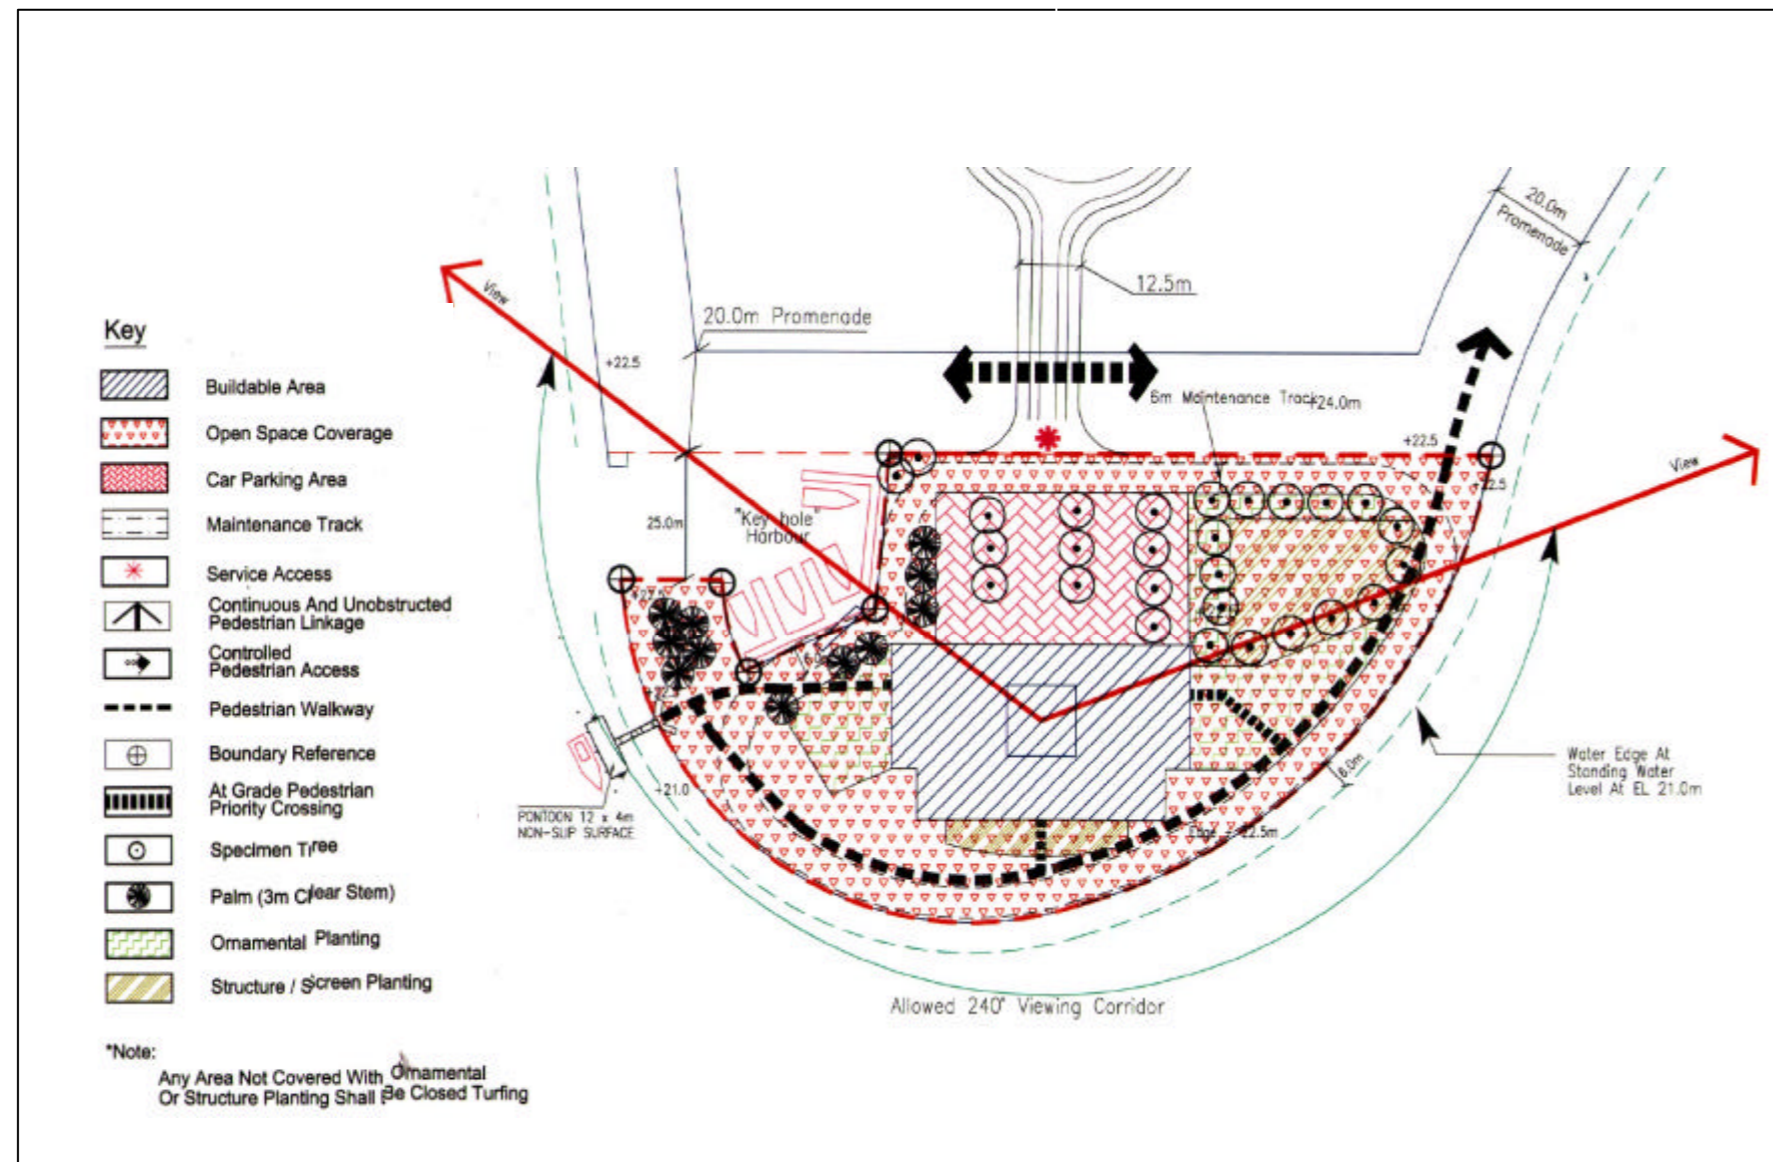 Key
Buildable Area
Open Space Coverage
Car Parking Area
Maintenance Track
Service Access
Continuous And Unobstructed
Pedestrian Linkage
Controlled
Pedestrian Access
Pedestrian Walkway
Boundary Reference
At Grade Pedestrian
Priority Crossing
Specimen Tree
Palm (3m Clear Stem)
Ornamental Planting
Structure / Screen Planting
*Note:
Any Area Not Covered With Ornamental
Or Structure Planting Shall Be Closed Turfing
View
20.0m Promenade
12.5m
20.0m
Promenade
+22.5
6m Maintenance Track
+24.0m
+22.5
View
+22.5
25.0m
"Key hole"
Harbour
+21.0
PONTOON 12 x 4m
NON-SLIP SURFACE
6.0m
Water Edge At
Standing Water
Level At EL 21.0m
Allowed 240° Viewing Corridor